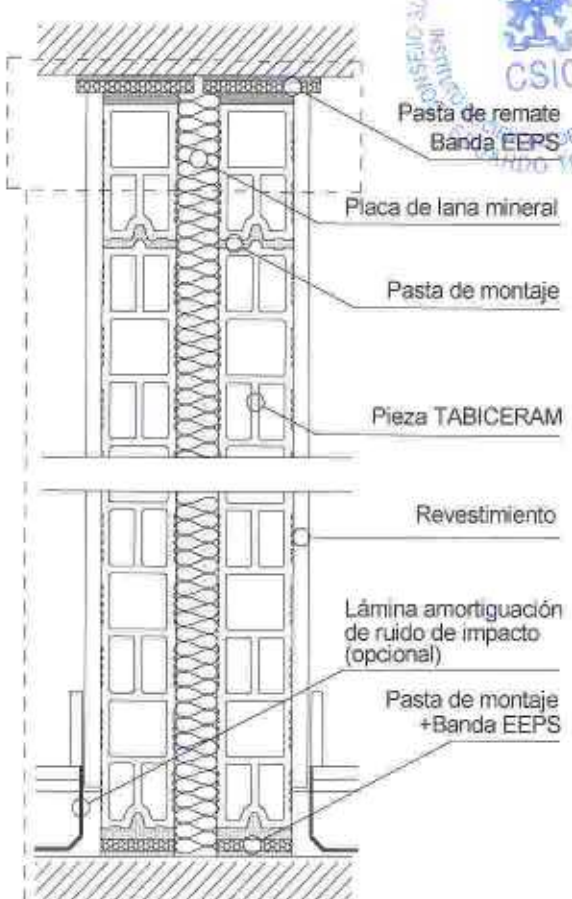 CSIC
Pasta de remate
Banda EEPS
Placa de lana mineral
Pasta de montaje
Pieza TABICERAM
Revestimiento
Lámina amortiguación
de ruido de impacto
(opcional)
Pasta de montaje
+Banda EEPS